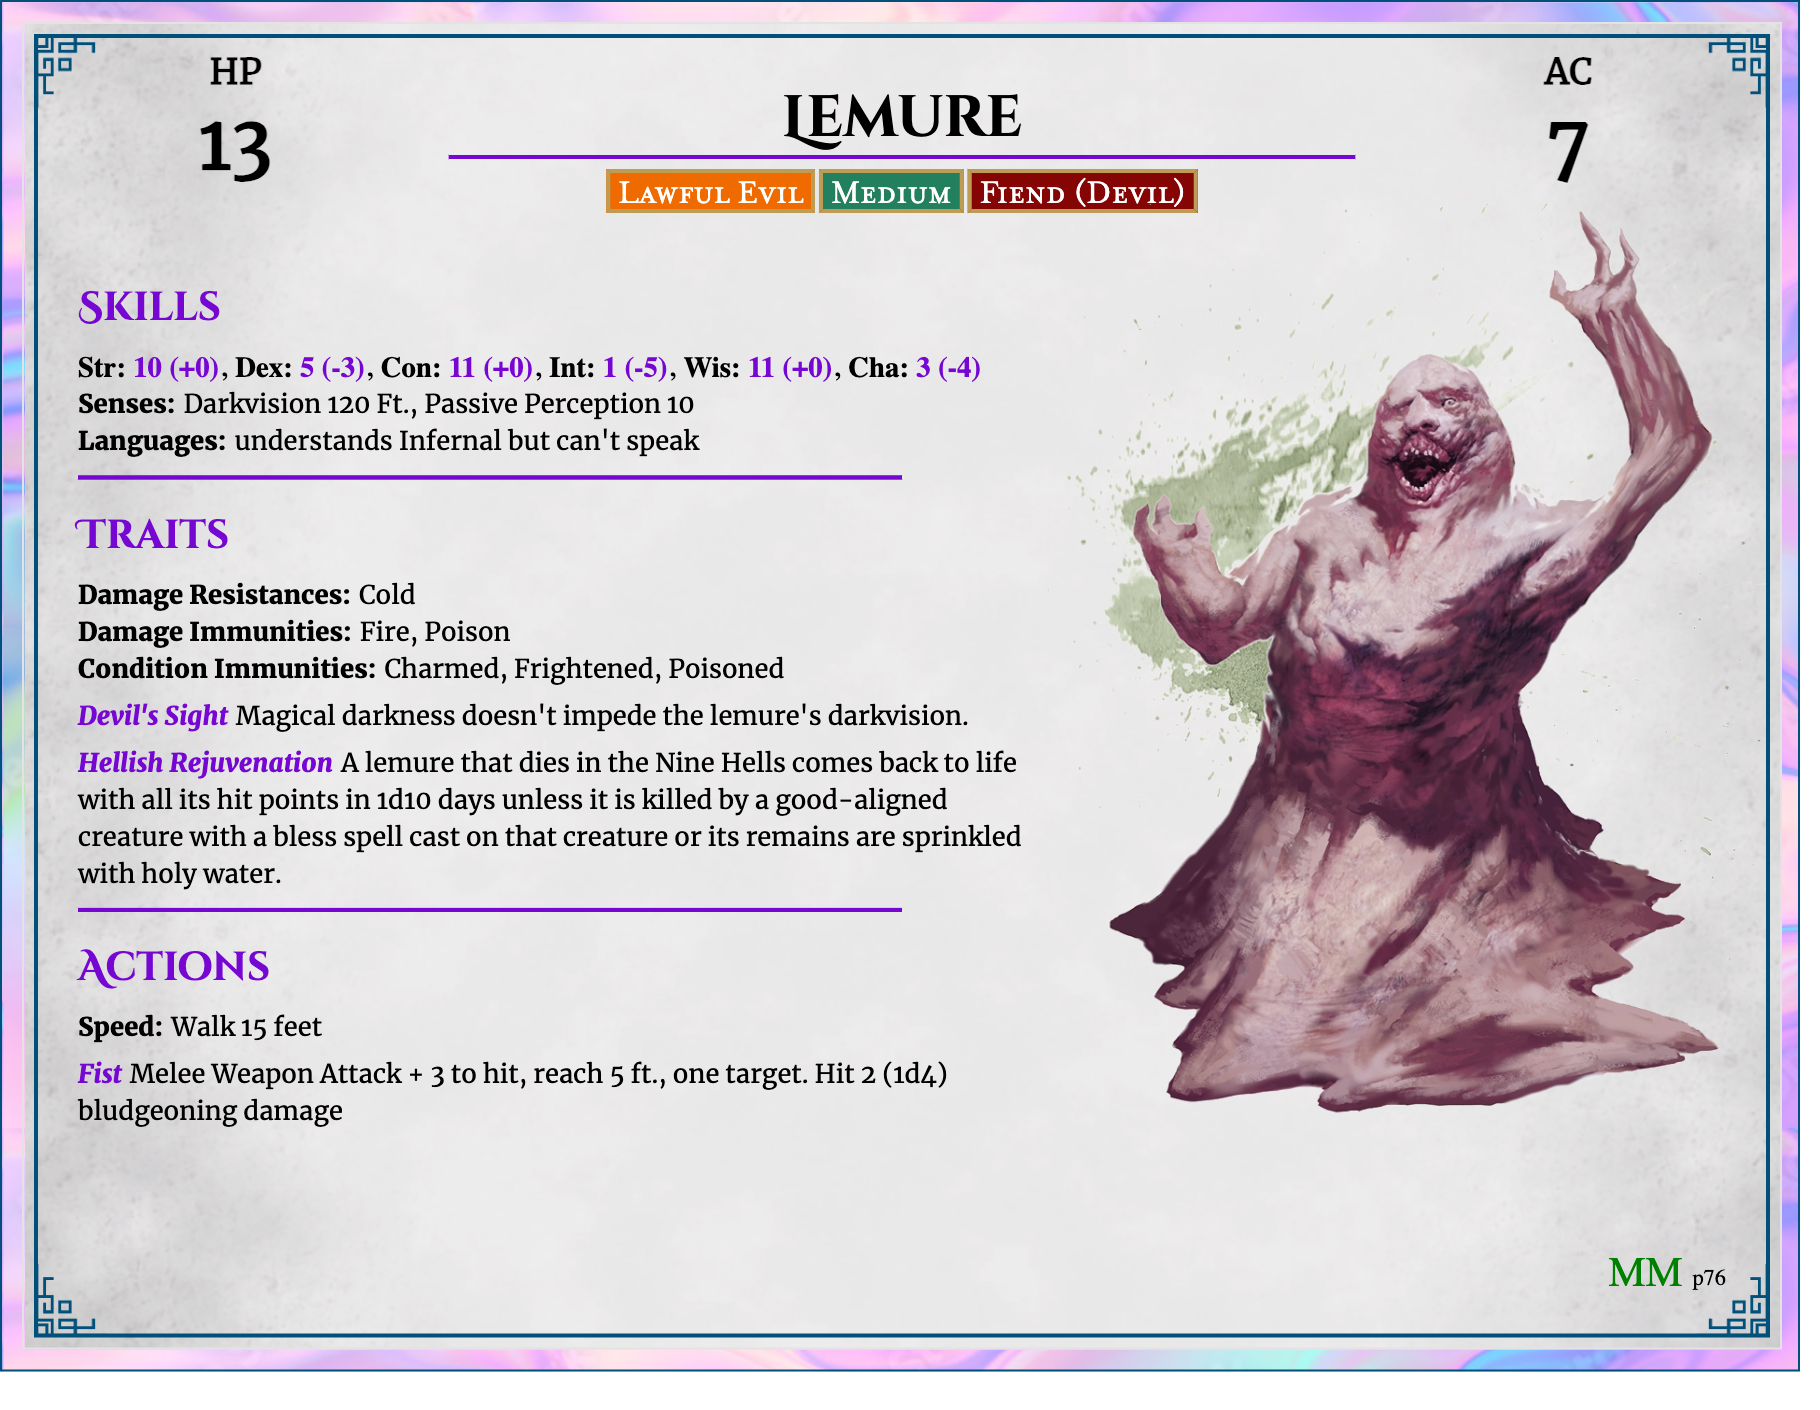 HP
13
Lemure
AC
7
Lawful Evil Medium Fiend (Devil)
Skills
Str: 10 (+0), Dex: 5 (-3), Con: 11 (+0), Int: 1 (-5), Wis: 11 (+0), Cha: 3 (-4)
Senses: Darkvision 120 Ft., Passive Perception 10
Languages: understands Infernal but can't speak
Traits
Damage Resistances: Cold
Damage Immunities: Fire, Poison
Condition Immunities: Charmed, Frightened, Poisoned
Devil's Sight Magical darkness doesn't impede the lemure's darkvision.
Hellish Rejuvenation A lemure that dies in the Nine Hells comes back to life
with all its hit points in 1d10 days unless it is killed by a good-aligned
creature with a bless spell cast on that creature or its remains are sprinkled
with holy water.
Actions
Speed: Walk 15 feet
Fist Melee Weapon Attack + 3 to hit, reach 5 ft., one target. Hit 2 (1d4)
bludgeoning damage
MM p76